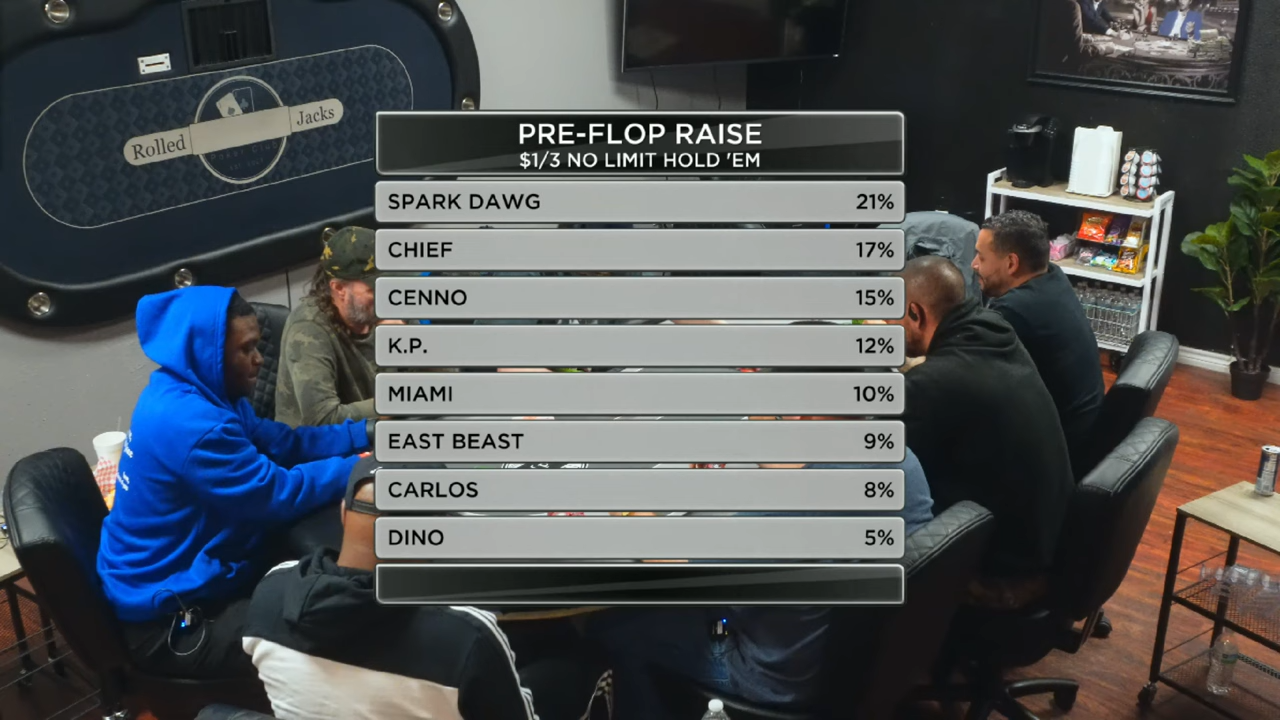 Rolled Jacks
PRE-FLOP RAISE
$1/3 NO LIMIT HOLD 'EM
SPARK DAWG 21%
CHIEF 17%
CENNO 15%
K.P. 12%
MIAMI 10%
EAST BEAST 9%
CARLOS 8%
DINO 5%